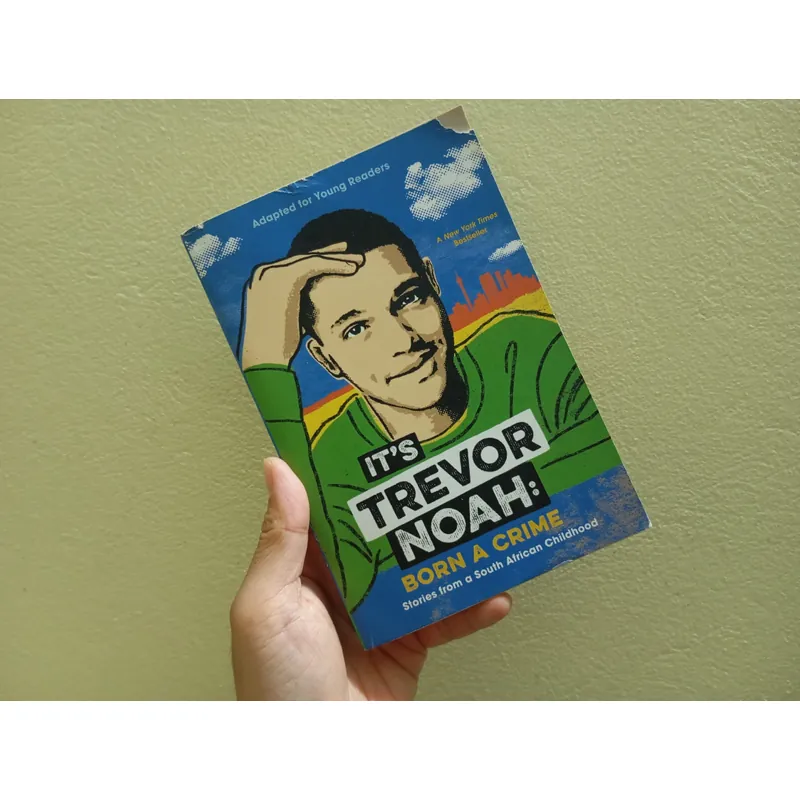 Adapted for Young Readers
A New York Times
Bestseller
IT'S
TREVOR
NOAH:
BORN A CRIME
Stories from a South African Childhood